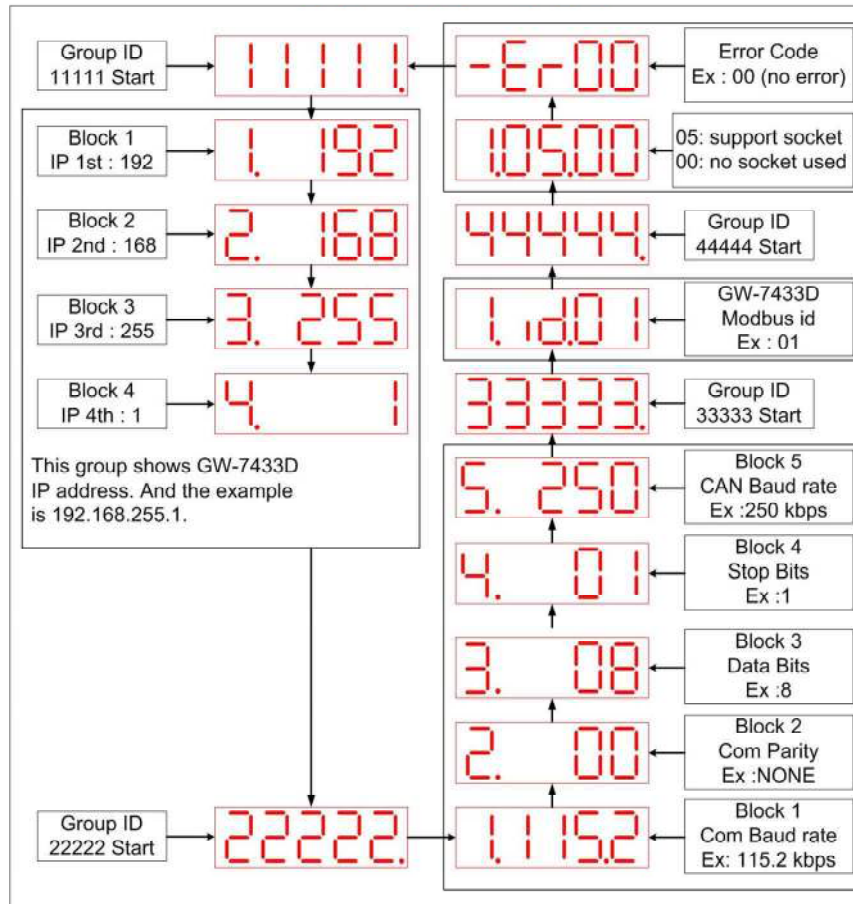 Group ID
11111 Start
11111.
Block 1
IP 1st : 192
1. 192
Block 2
IP 2nd : 168
2. 168
Block 3
IP 3rd : 255
3. 255
Block 4
IP 4th : 1
4. 1
This group shows GW-7433D
IP address. And the example
is 192.168.255.1.
Group ID
22222 Start
22222.
1.115.2
Block 1
Com Baud rate
Ex: 115.2 kbps
2. 00
Block 2
Com Parity
Ex :NONE
3. 08
Block 3
Data Bits
Ex :8
4. 01
Block 4
Stop Bits
Ex :1
5. 250
Block 5
CAN Baud rate
Ex :250 kbps
33333.
Group ID
33333 Start
1.id.01
GW-7433D
Modbus id
Ex : 01
44444.
Group ID
44444 Start
1.05.00
05: support socket
00: no socket used
-Er00
Error Code
Ex : 00 (no error)